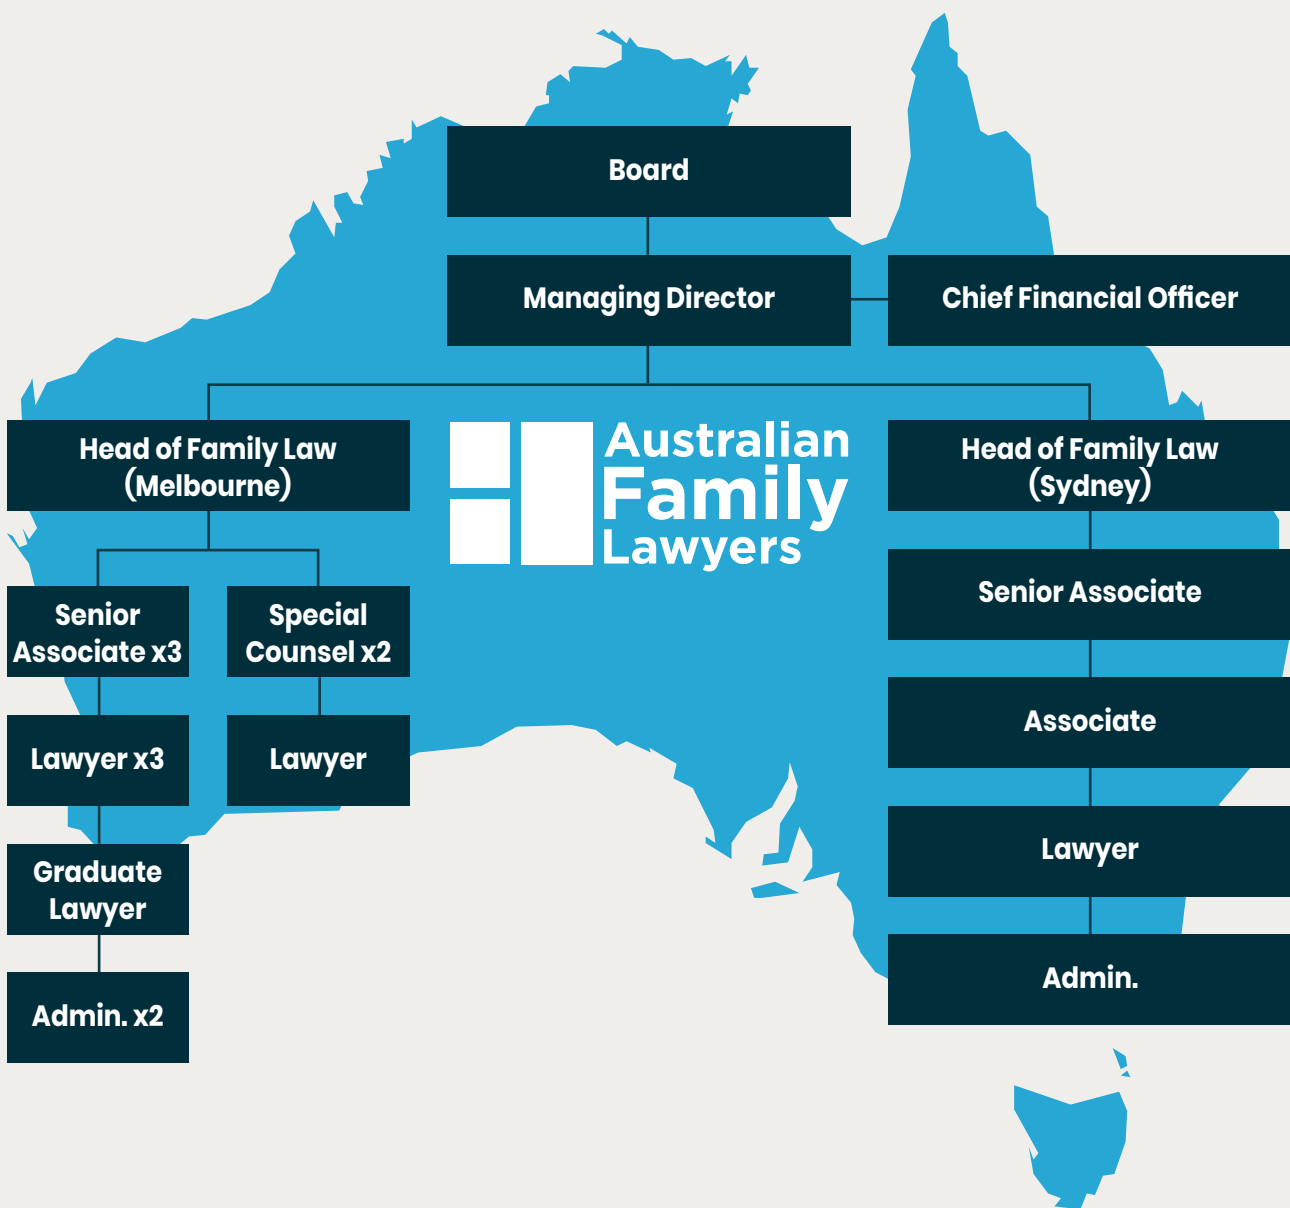 Board
Managing Director
Chief Financial Officer
Head of Family Law
(Melbourne)
Australian
Family
Lawyers
Head of Family Law
(Sydney)
Senior
Associate x3
Special
Counsel x2
Senior Associate
Lawyer x3
Lawyer
Associate
Graduate
Lawyer
Lawyer
Admin. x2
Admin.